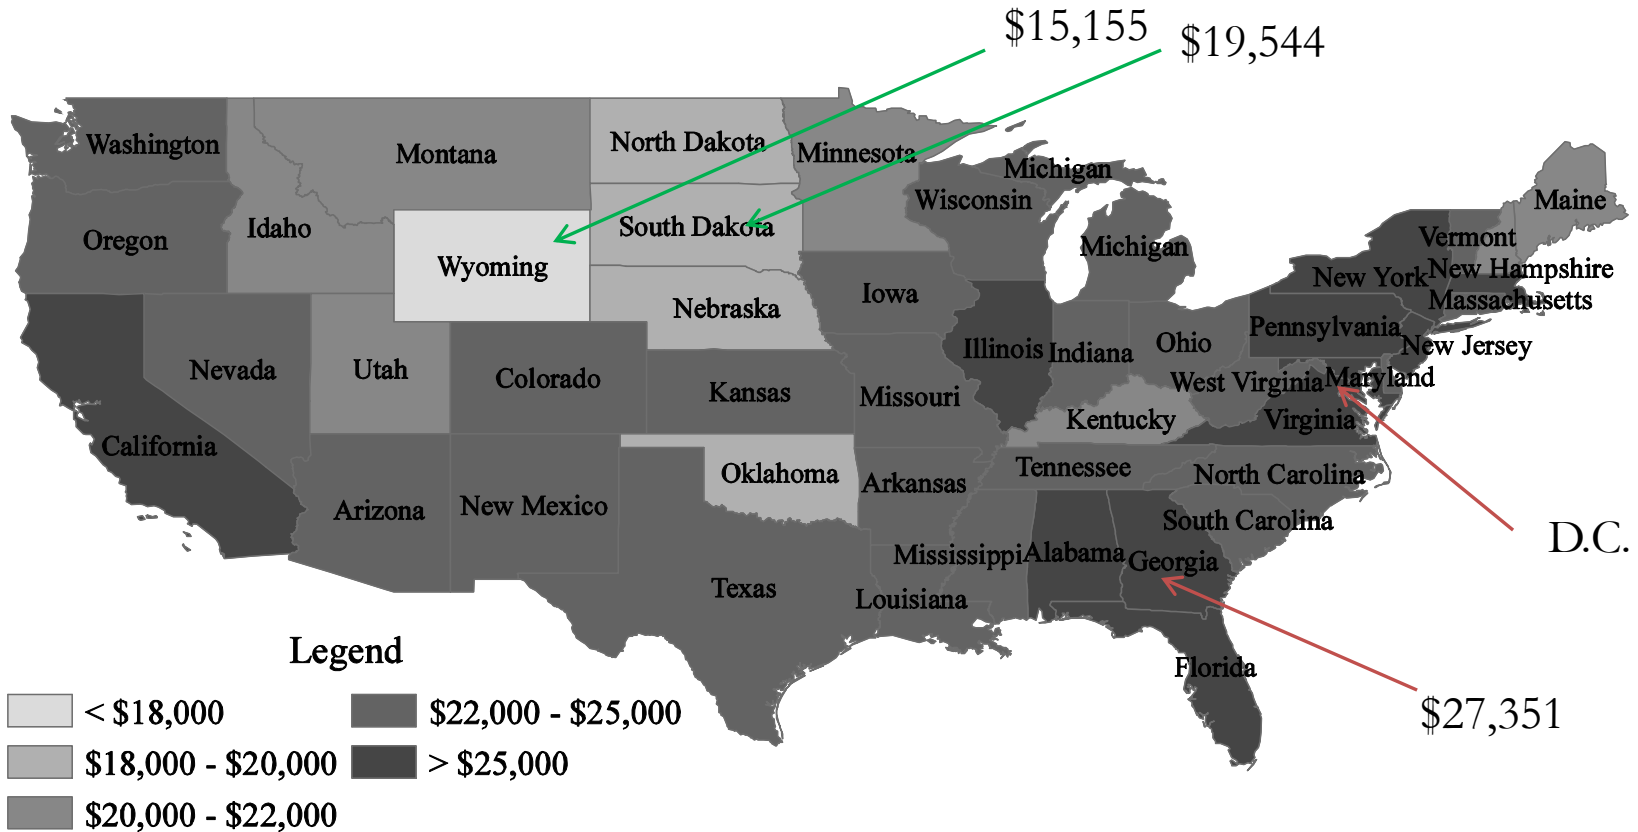 $15,155
$19,544
Washington
Montana
North Dakota
Minnesota
Michigan
Wisconsin
Maine
Oregon
Idaho
South Dakota
Michigan
Vermont
Wyoming
New York
New Hampshire
Iowa
Massachusetts
Nebraska
Pennsylvania
Nevada
Utah
Colorado
Illinois
Indiana
Ohio
New Jersey
Kansas
Missouri
West Virginia
Maryland
California
Kentucky
Virginia
Oklahoma
Tennessee
North Carolina
Arizona
New Mexico
Arkansas
South Carolina
D.C.
Mississippi
Alabama
Georgia
Texas
Louisiana
Florida
$27,351
Legend
< $18,000
$22,000 - $25,000
$18,000 - $20,000
> $25,000
$20,000 - $22,000